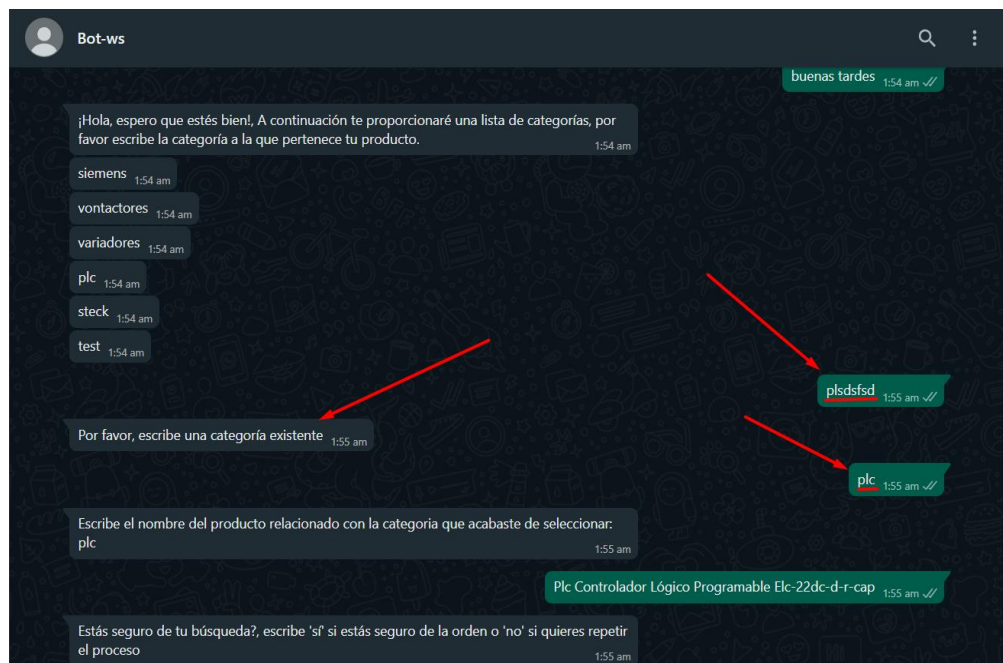 Bot-ws
buenas tardes 1:54 am
¡Hola, espero que estés bien!, A continuación te proporcionaré una lista de categorías, por
favor escribe la categoría a la que pertenece tu producto.
1:54 am
siemens 1:54 am
vontactores 1:54 am
variadores 1:54 am
plc 1:54 am
steck 1:54 am
test 1:54 am
plsdsfsd 1:55 am
Por favor, escribe una categoría existente 1:55 am
plc 1:55 am
Escribe el nombre del producto relacionado con la categoria que acabaste de seleccionar:
plc 1:55 am
Plc Controlador Lógico Programable Elc-22dc-d-r-cap 1:55 am
Estás seguro de tu búsqueda?, escribe 'sí' si estás seguro de la orden o 'no' si quieres repetir
el proceso 1:55 am